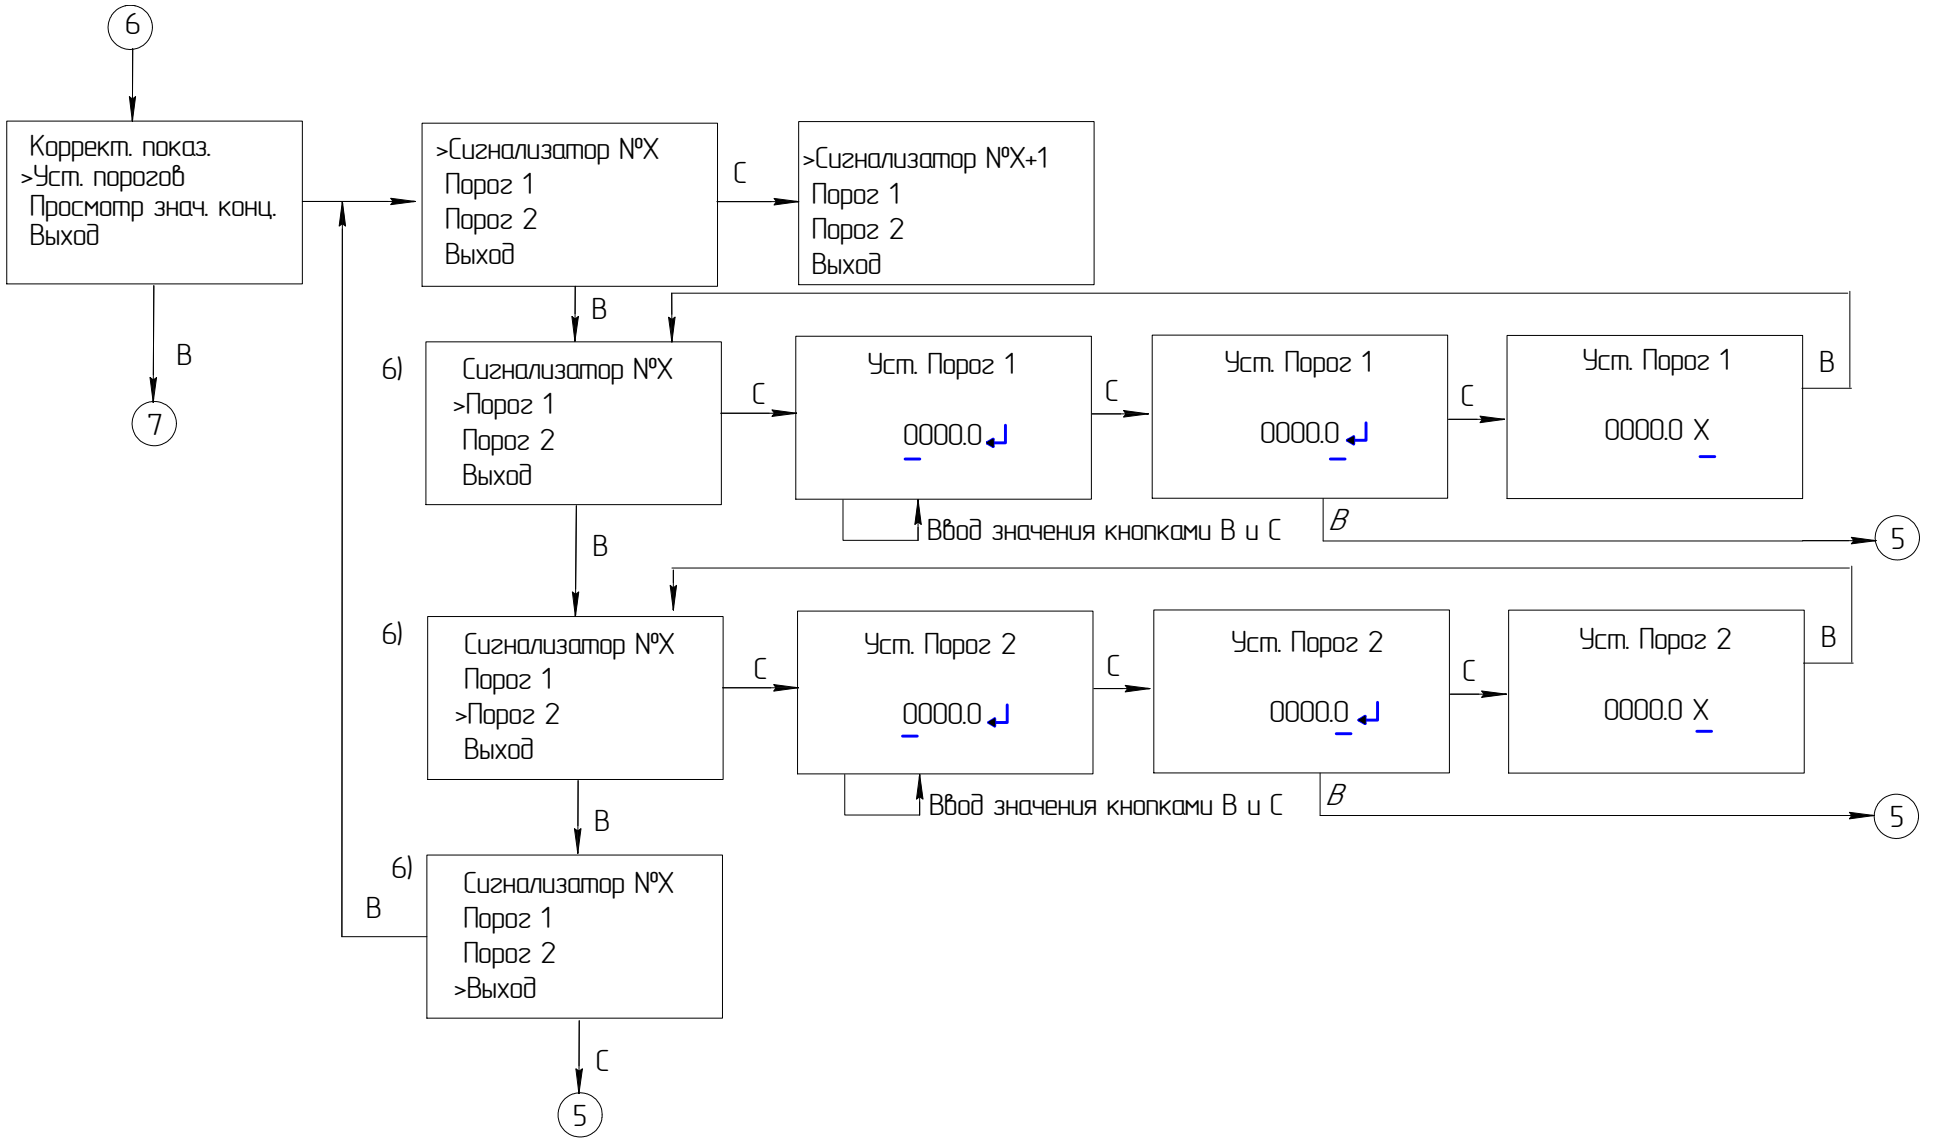 6
Коррект. показ.
>Уст. порогов
Просмотр знач. конц.
Выход
В
7
>Сигнализатор №X
Порог 1
Порог 2
Выход
С
>Сигнализатор №X+1
Порог 1
Порог 2
Выход
В
6)
Сигнализатор №X
>Порог 1
Порог 2
Выход
С
Уст. Порог 1
0000.0
Ввод значения кнопками В и С
С
Уст. Порог 1
0000.0
В
5
С
Уст. Порог 1
0000.0 X
В
В
6)
Сигнализатор №X
Порог 1
>Порог 2
Выход
С
Уст. Порог 2
0000.0
Ввод значения кнопками В и С
С
Уст. Порог 2
0000.0
В
5
С
Уст. Порог 2
0000.0 X
В
В
6)
Сигнализатор №X
Порог 1
Порог 2
>Выход
В
С
5